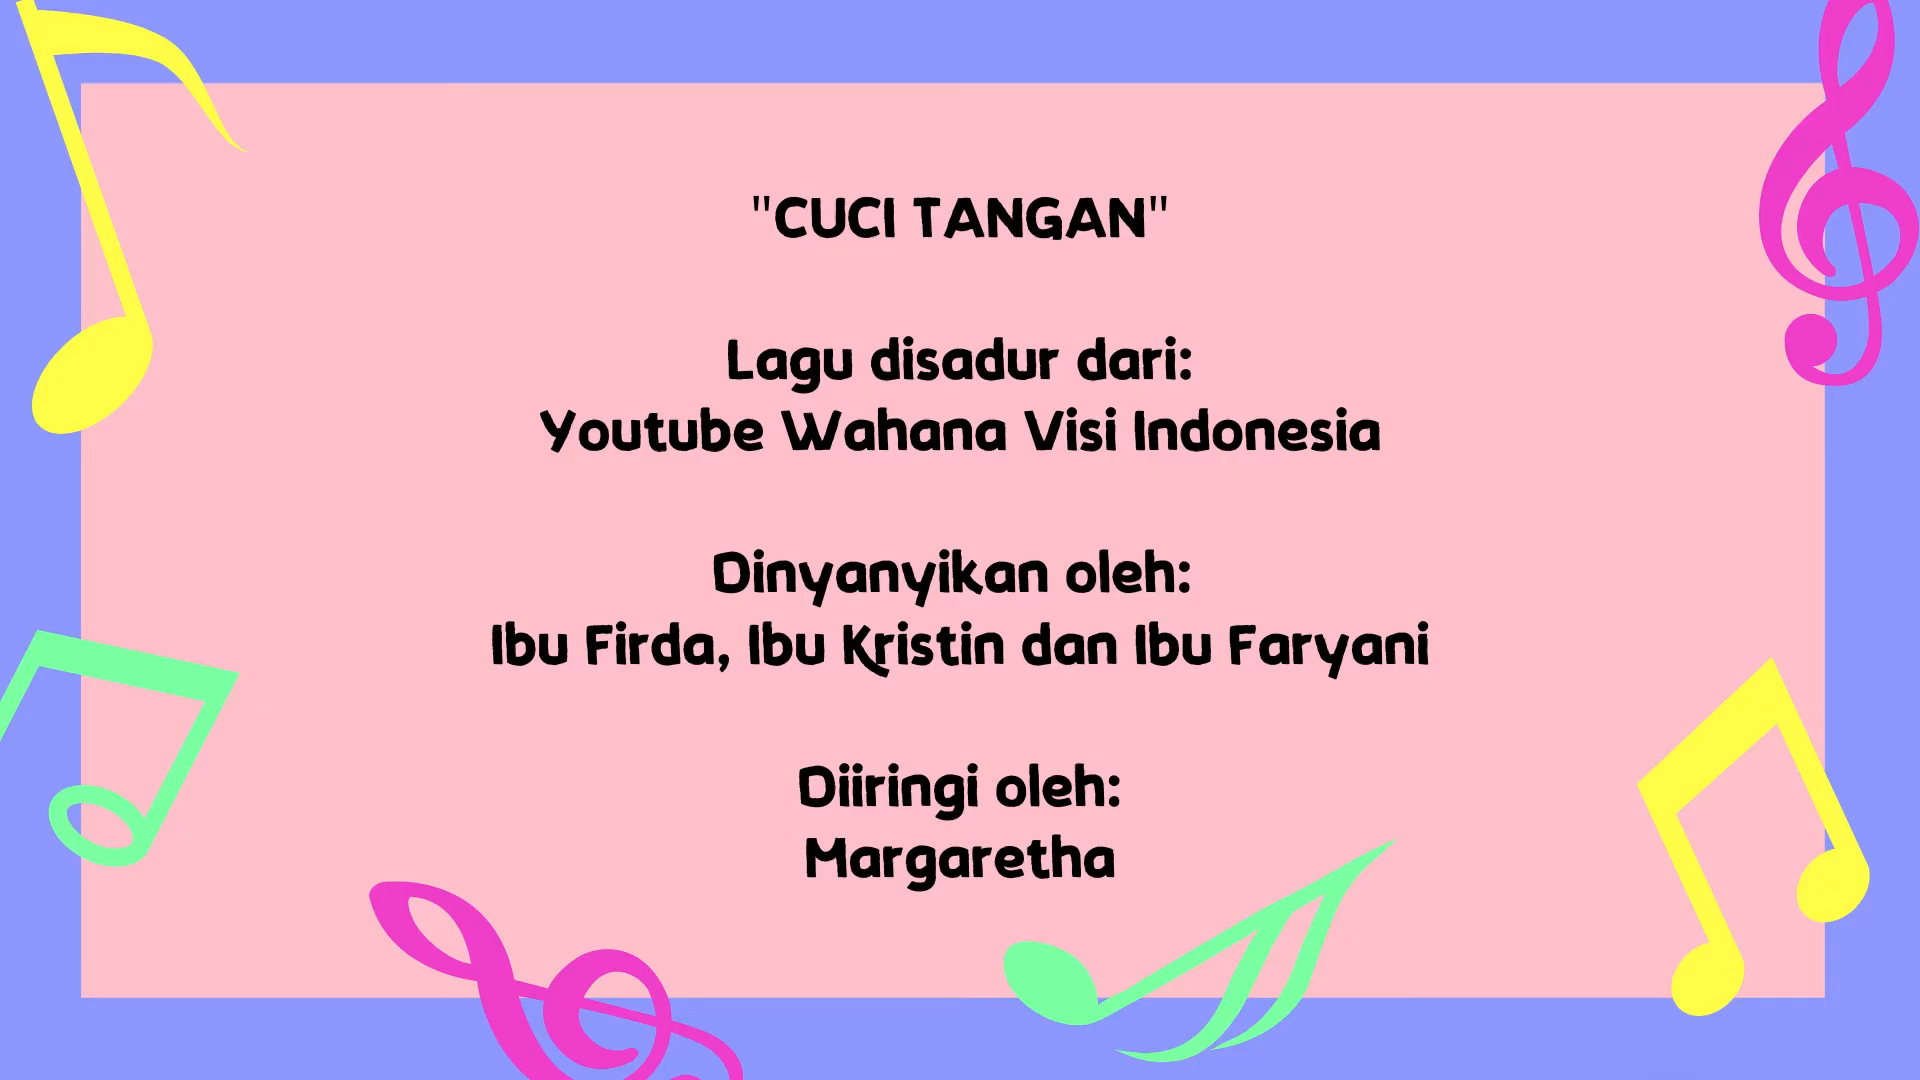 "CUCI TANGAN"
Lagu disadur dari:
Youtube Wahana Visi Indonesia
Dinyanyikan oleh:
Ibu Firda, Ibu Kristin dan Ibu Faryani
Diiringi oleh:
Margaretha